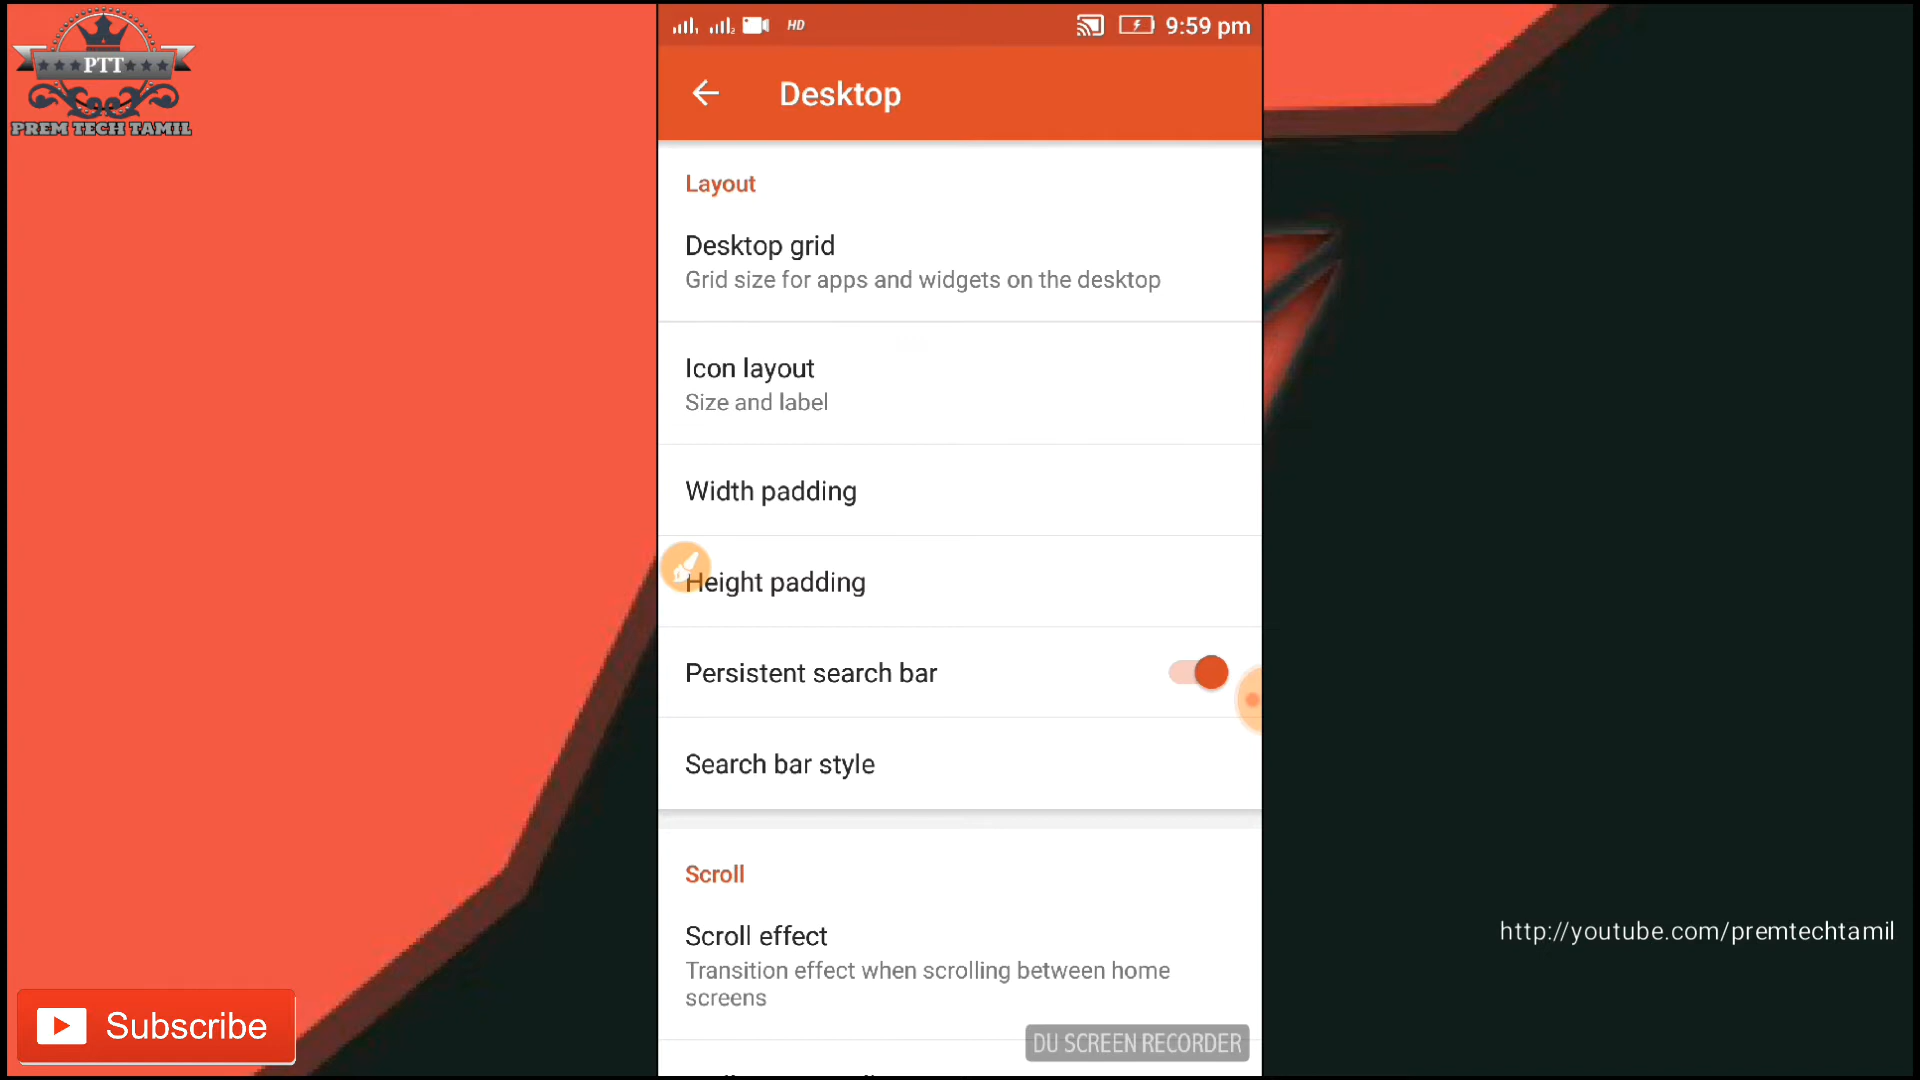 PTT
PREM TECH TAMIL
HD
9:59 pm
Desktop
Layout
Desktop grid
Grid size for apps and widgets on the desktop
Icon layout
Size and label
Width padding
Height padding
Persistent search bar
Search bar style
Scroll
Scroll effect
Transition effect when scrolling between home
screens
DU SCREEN RECORDER
http://youtube.com/premtechtamil
Subscribe